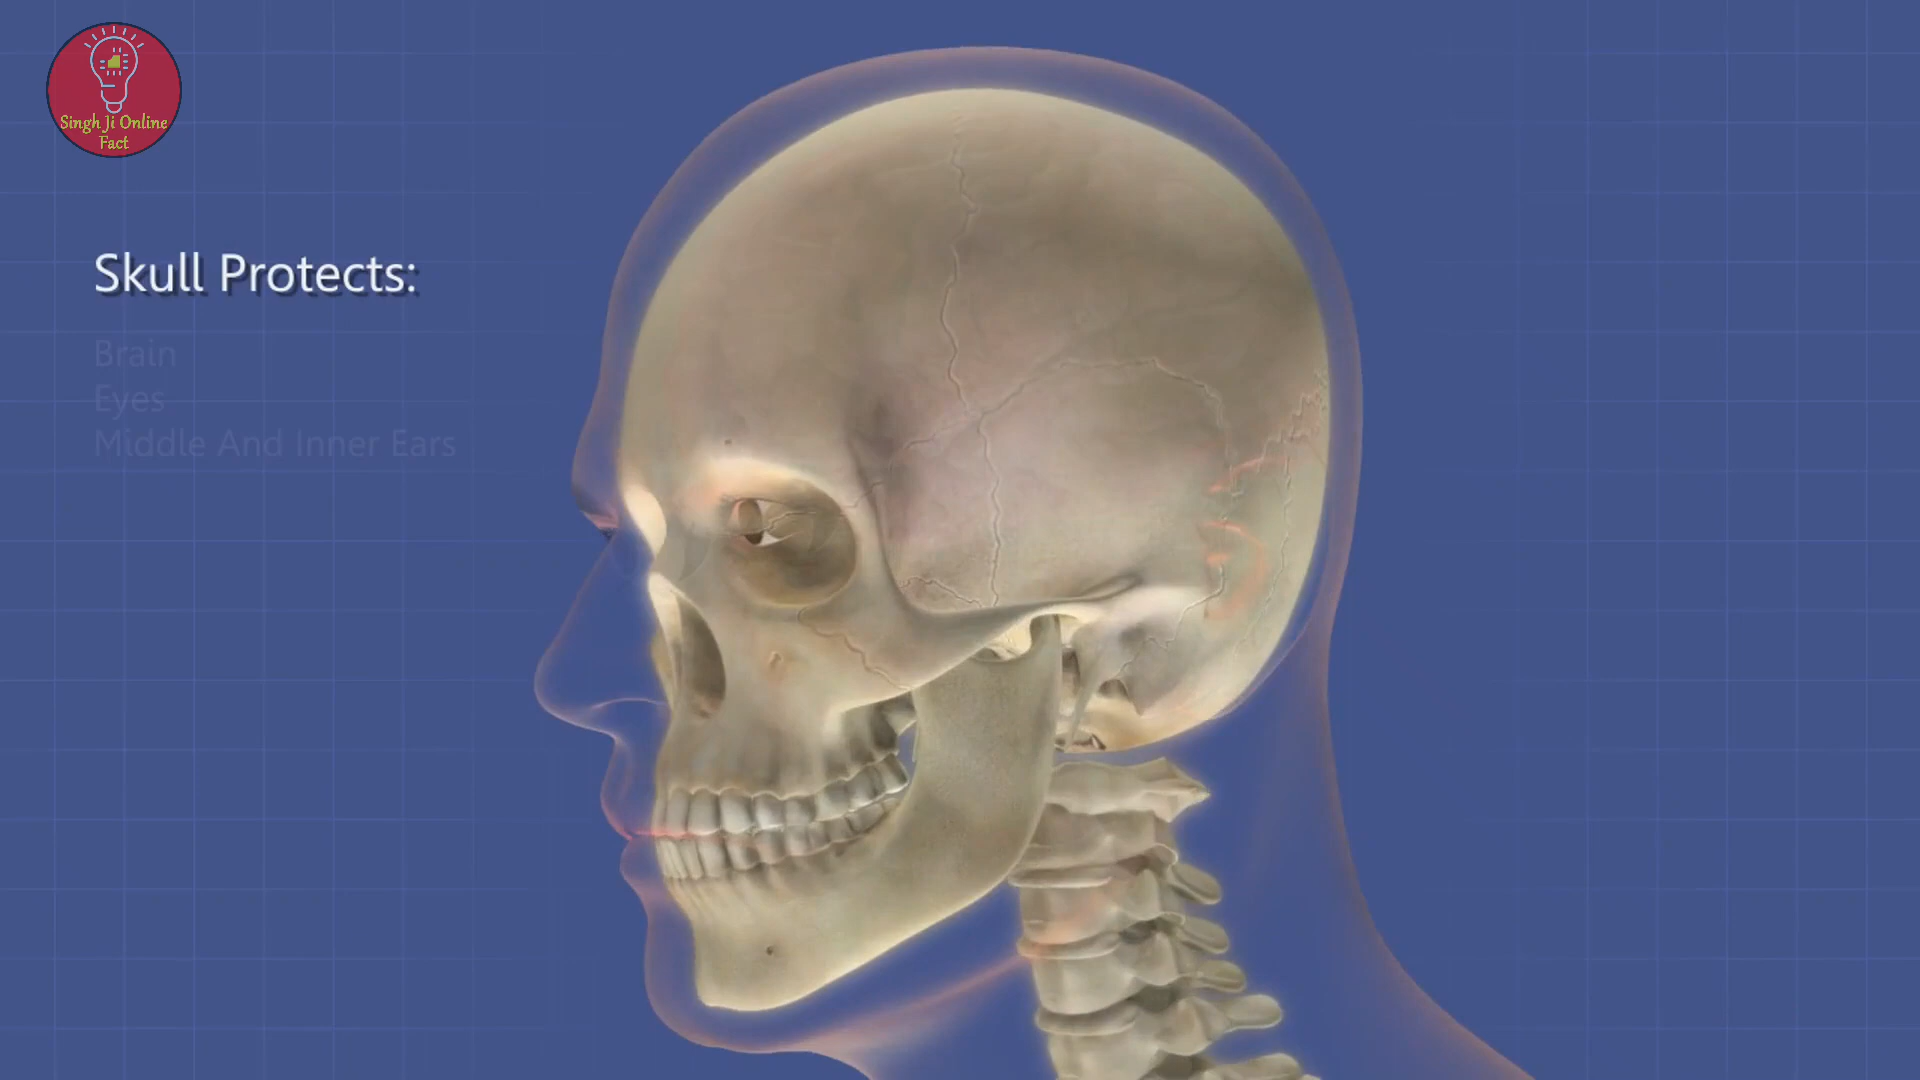 Singh Ji Online
Fact
Skull Protects:
Brain
Eyes
Middle And Inner Ears